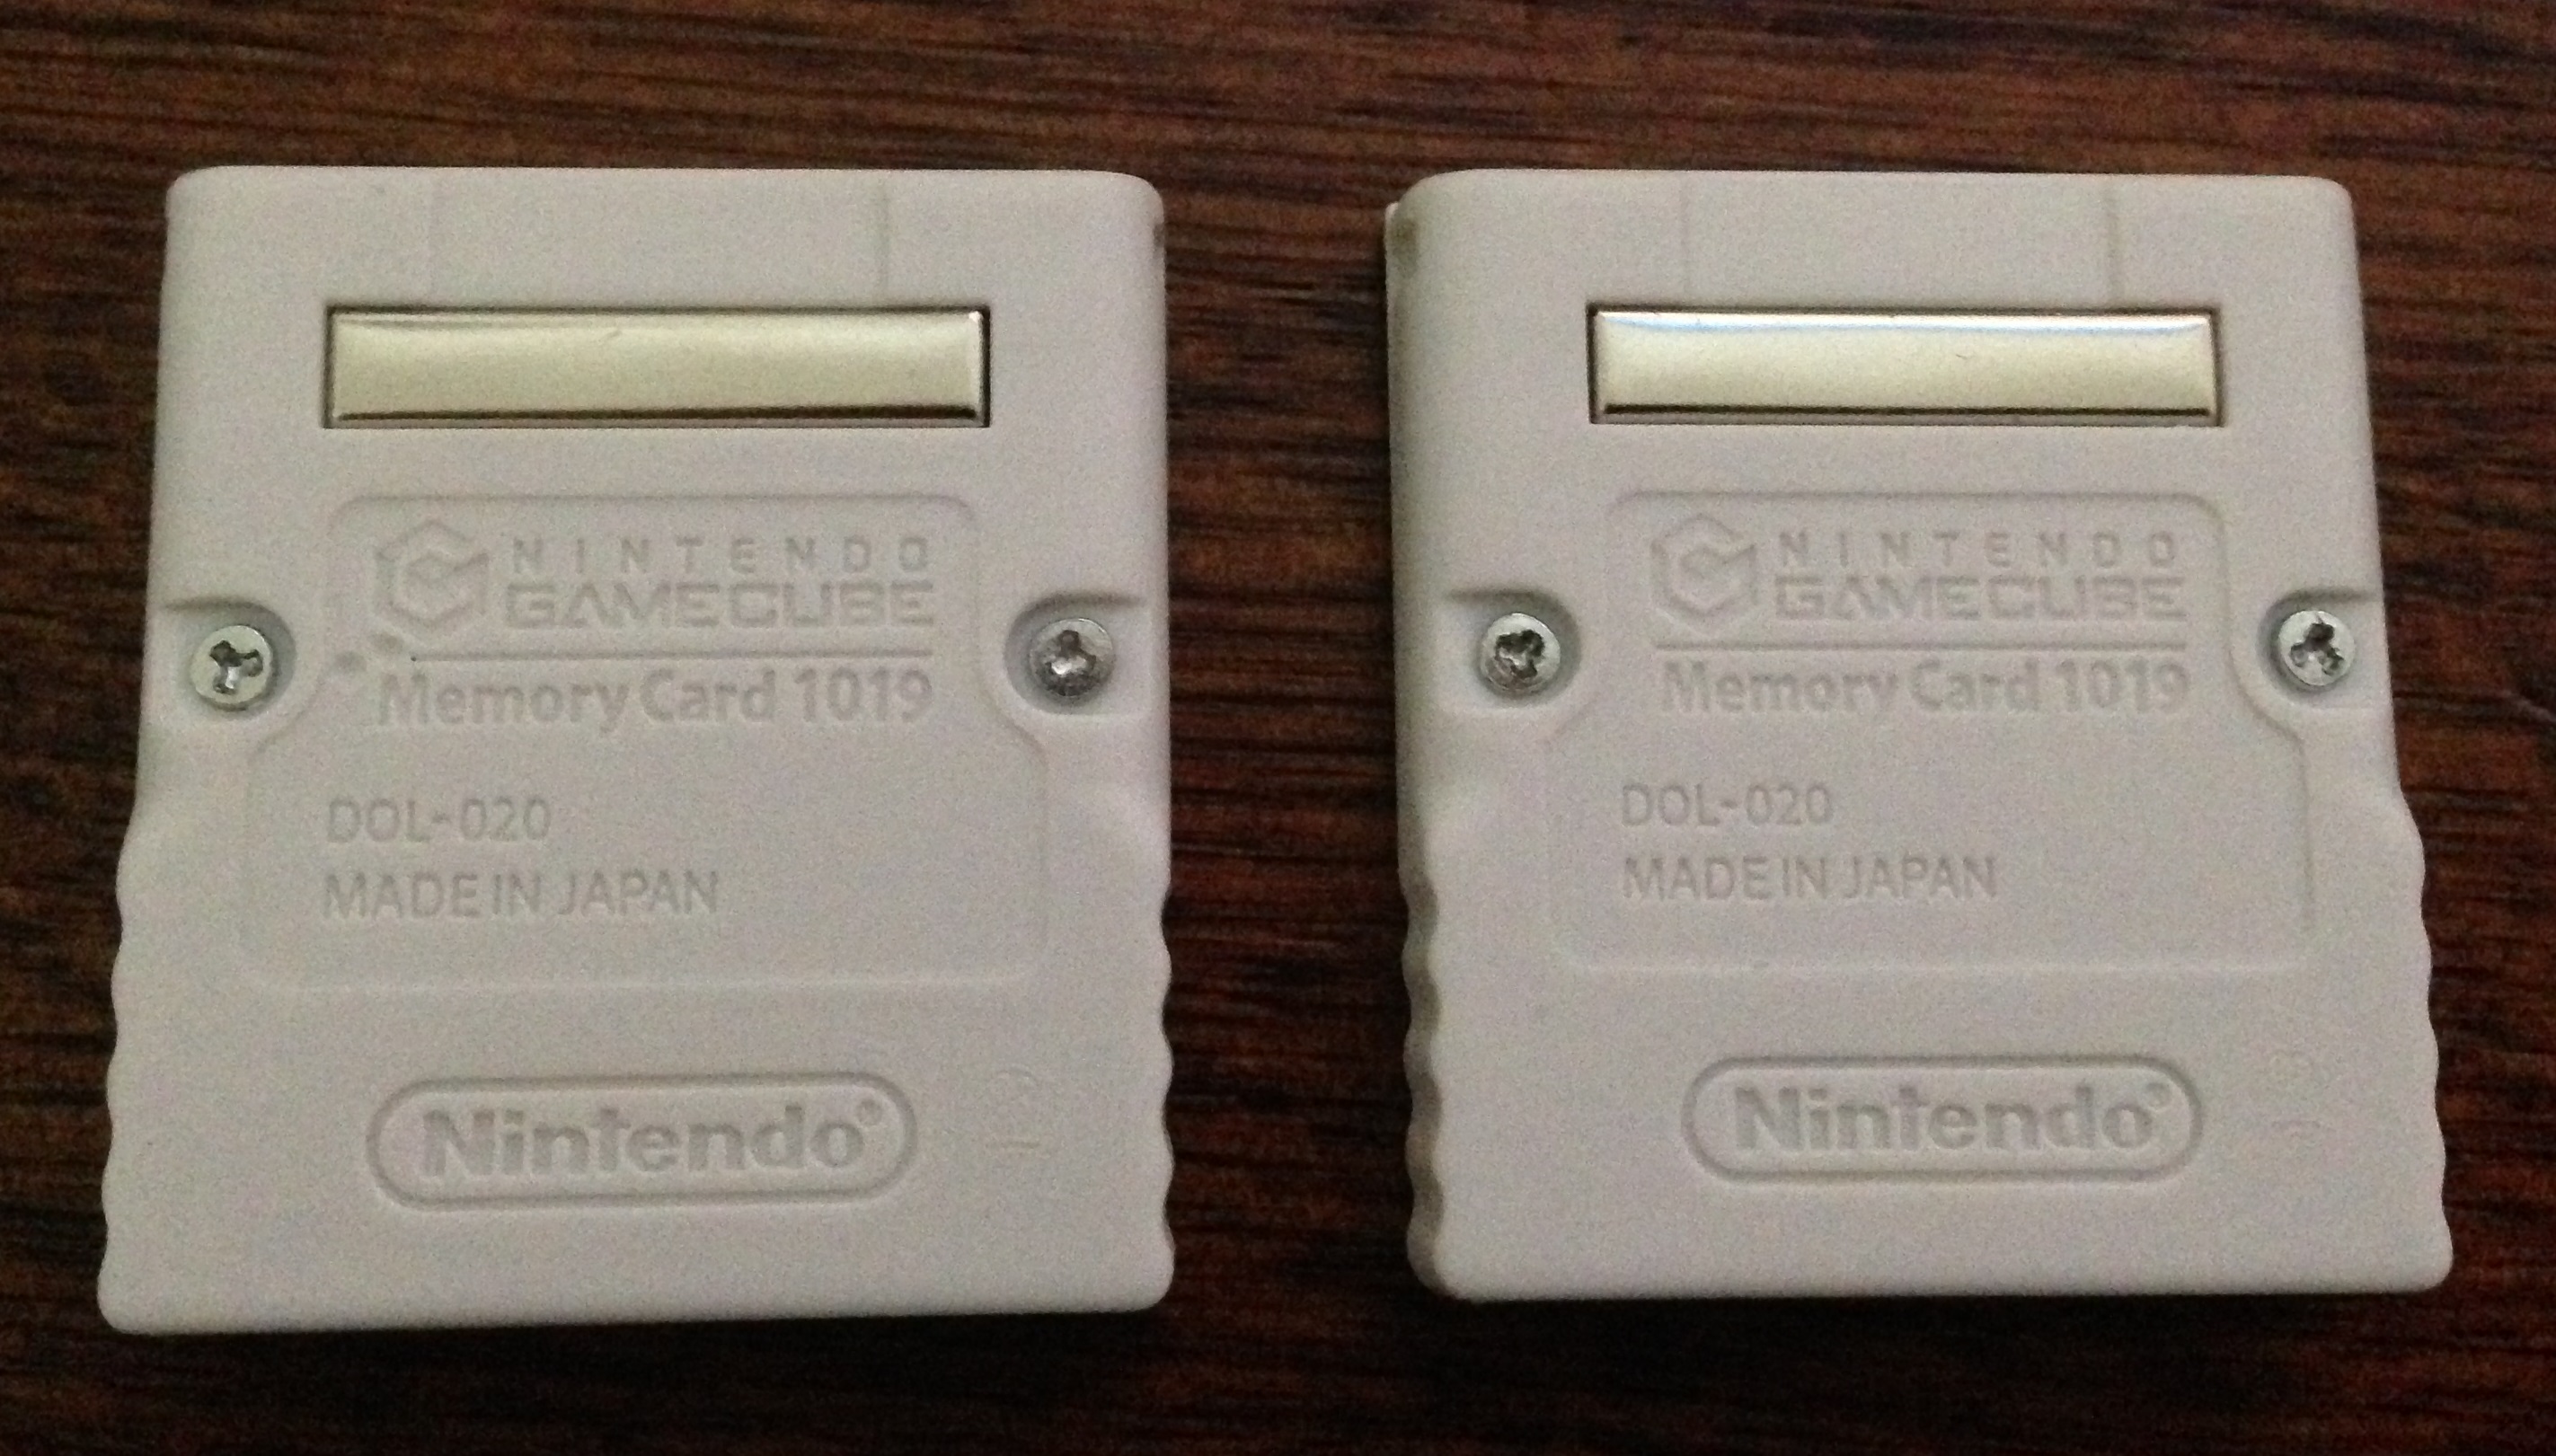 NINTENDO
GAMECUBE
Memory Card 1019
DOL-020
MADE IN JAPAN
Nintendo®
NINTENDO
GAMECUBE
Memory Card 1019
DOL-020
MADE IN JAPAN
Nintendo®